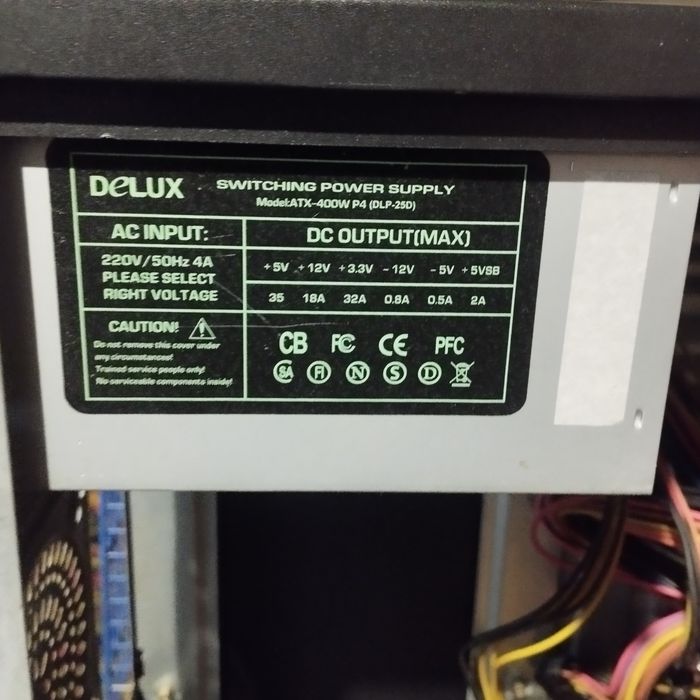 DeLUX
SWITCHING POWER SUPPLY
Model:ATX-400W P4 (DLP-25D)
AC INPUT:
220V/50Hz 4A
PLEASE SELECT
RIGHT VOLTAGE
DC OUTPUT(MAX)
+5V +12V +3.3V -12V -5V +5VSB
35 18A 32A 0.8A 0.5A 2A
CAUTION!
Do not remove this cover under
any circumstances!
Trained service people only!
No serviceable components inside!
CB FC CE PFC
SA FI N S D